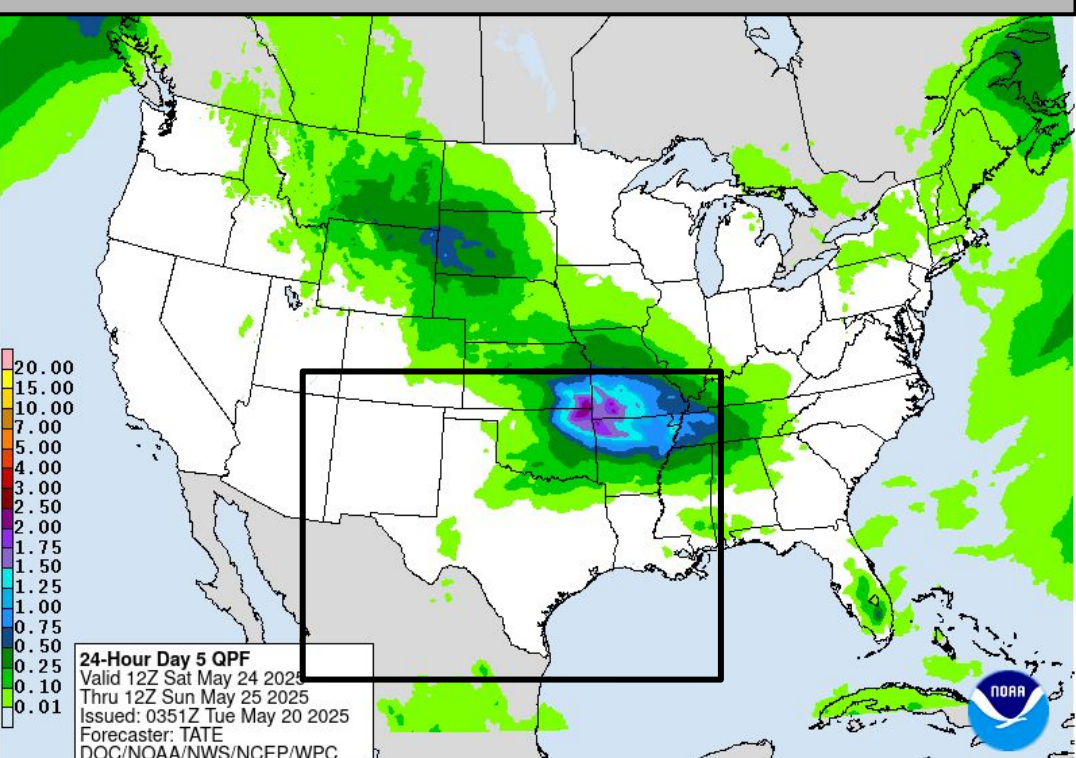 20.00
15.00
10.00
7.00
5.00
4.00
3.00
2.50
2.00
1.75
1.50
1.25
1.00
0.75
0.50
0.25
0.10
0.01
24-Hour Day 5 QPF
Valid 12Z Sat May 24 2025
Thru 12Z Sun May 25 2025
Issued: 0351Z Tue May 20 2025
Forecaster: TATE
DOC/NOAA/NWS/NCEP/WPC
NOAA